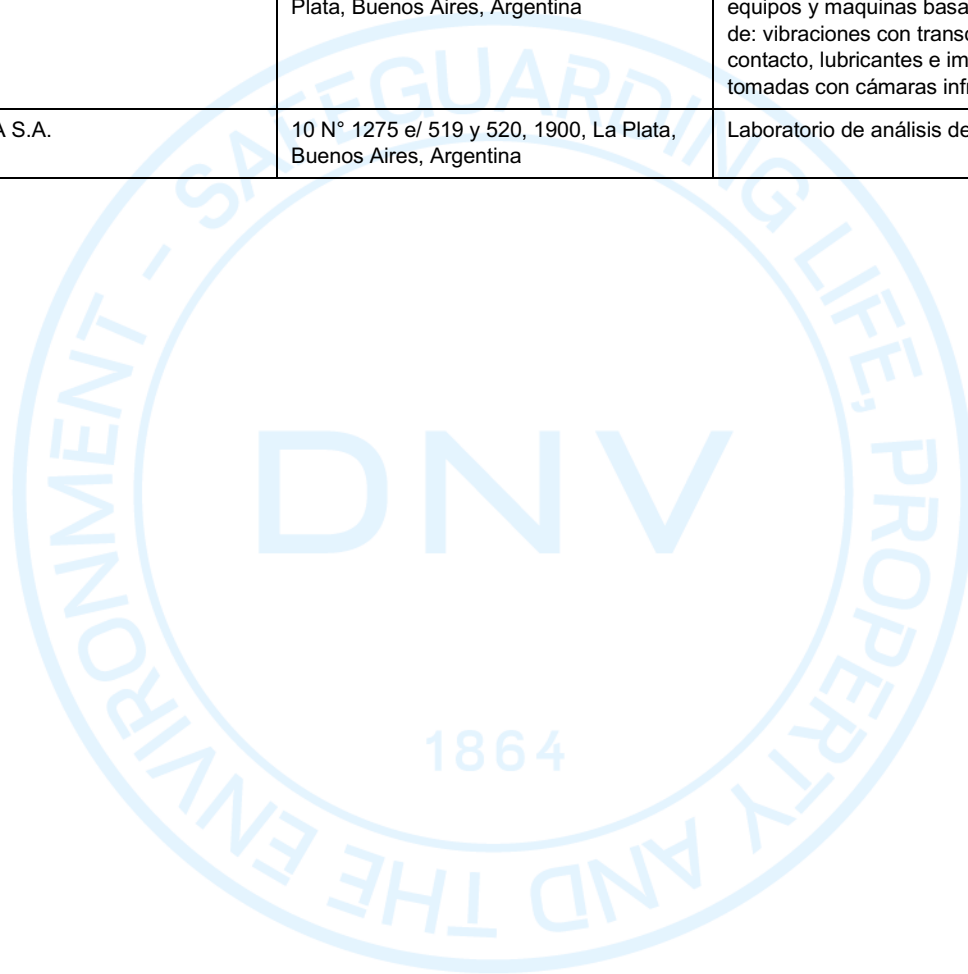 Plata, Buenos Aires, Argentina
equipos y maquinas basa
de: vibraciones con
contacto, lubricantes e im
tomadas con cámaras infr
A S.A.
10 N° 1275 e/ 519 y 520, 1900, La Plata,
Buenos Aires, Argentina
Laboratorio de análisis de
SAFEGUARDING LIFE, PROPERTY AND THE ENVIRONMENT -
DNV
1864